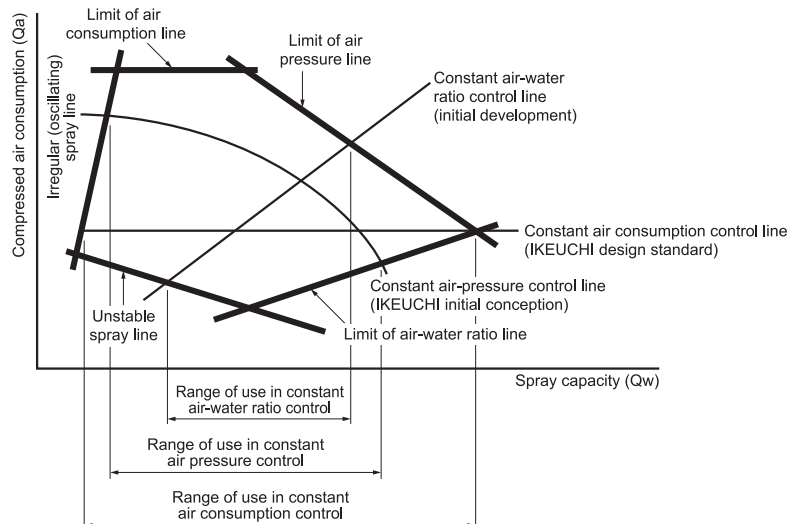 Compressed air consumption (Qa)
Limit of air
consumption line
Irregular (oscillating)
spray line
Limit of air
pressure line
Constant air-water
ratio control line
(initial development)
Constant air consumption control line
(IKEUCHI design standard)
Constant air-pressure control line
(IKEUCHI initial conception)
Unstable
spray line
Limit of air-water ratio line
Spray capacity (Qw)
Range of use in constant
air-water ratio control
Range of use in constant
air pressure control
Range of use in constant
air consumption control